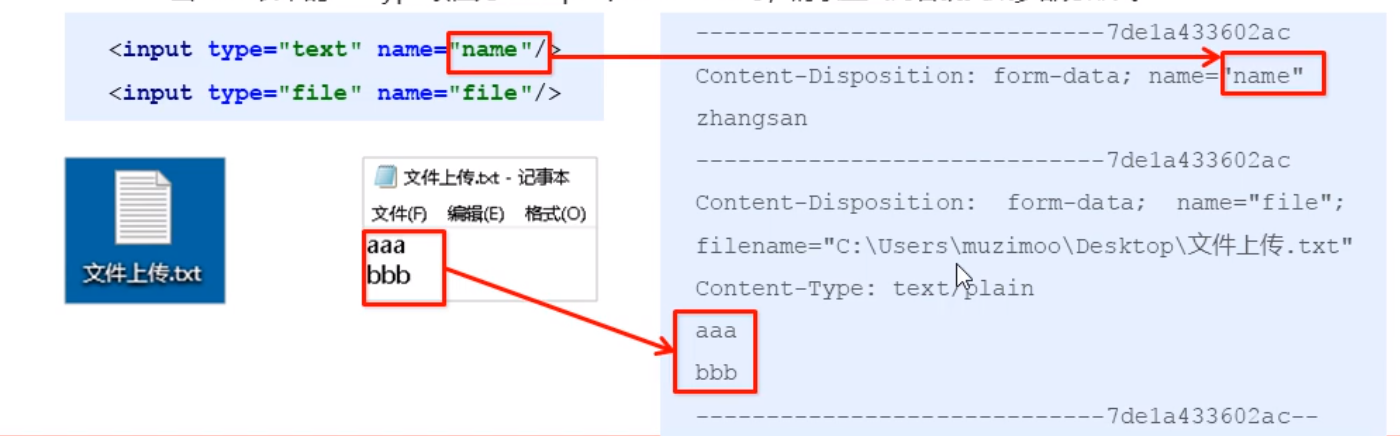 <input type="text" name="name"/>
<input type="file" name="file"/>
文件上传.txt
文件上传.txt - 记事本
文件(F) 编辑(E) 格式(O)
aaa
bbb
-----------------------------7de1a433602ac
Content-Disposition: form-data; name="name"
zhangsan
-----------------------------7de1a433602ac
Content-Disposition: form-data; name="file";
filename="C:\Users\muzimoo\Desktop\文件上传.txt"
Content-Type: text/plain
aaa
bbb
-----------------------------7de1a433602ac--